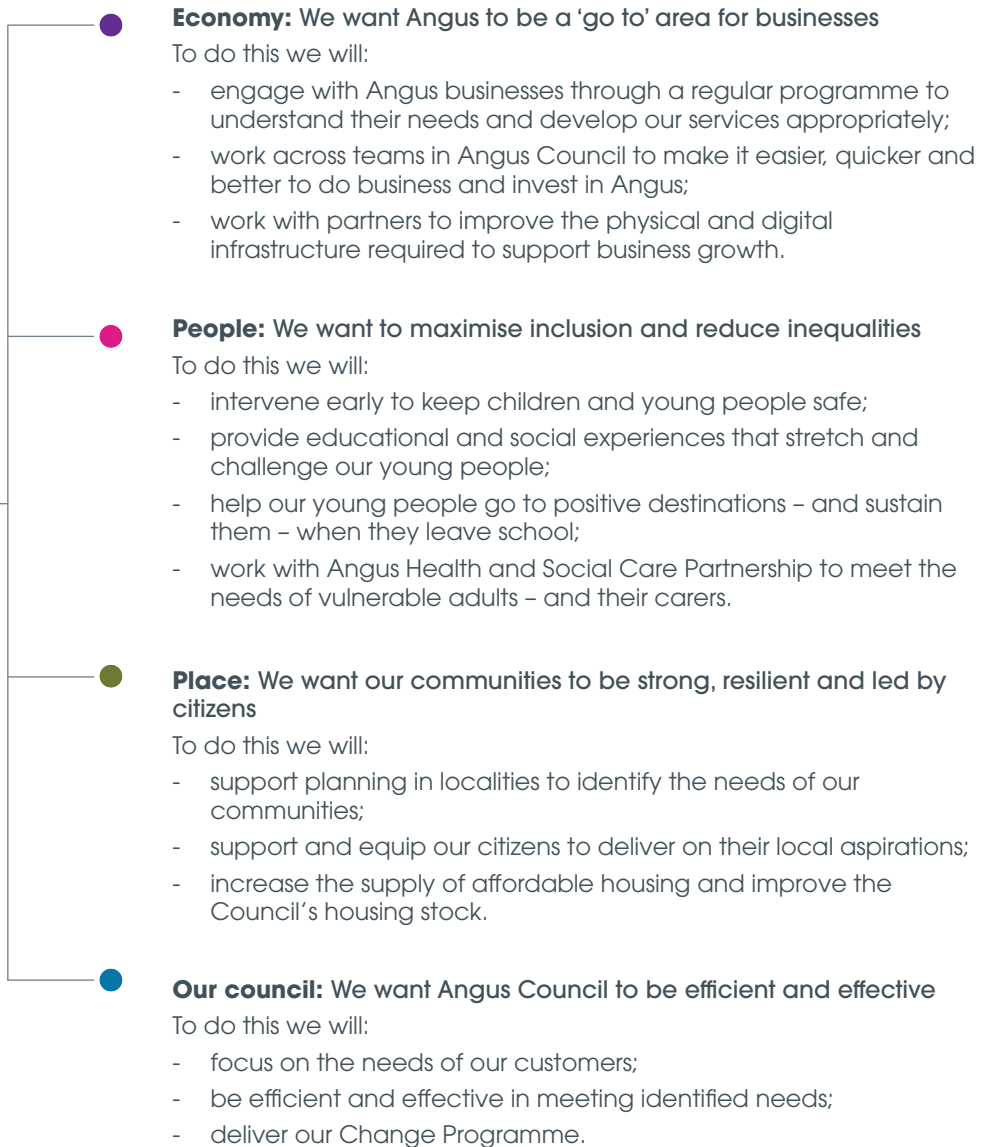 Economy: We want Angus to be a ‘go to’ area for businesses
To do this we will:
- engage with Angus businesses through a regular programme to
understand their needs and develop our services appropriately;
- work across teams in Angus Council to make it easier, quicker and
better to do business and invest in Angus;
- work with partners to improve the physical and digital
infrastructure required to support business growth.
People: We want to maximise inclusion and reduce inequalities
To do this we will:
- intervene early to keep children and young people safe;
- provide educational and social experiences that stretch and
challenge our young people;
- help our young people go to positive destinations – and sustain
them – when they leave school;
- work with Angus Health and Social Care Partnership to meet the
needs of vulnerable adults – and their carers.
Place: We want our communities to be strong, resilient and led by
citizens
To do this we will:
- support planning in localities to identify the needs of our
communities;
- support and equip our citizens to deliver on their local aspirations;
- increase the supply of affordable housing and improve the
Council’s housing stock.
Our council: We want Angus Council to be efficient and effective
To do this we will:
- focus on the needs of our customers;
- be efficient and effective in meeting identified needs;
- deliver our Change Programme.